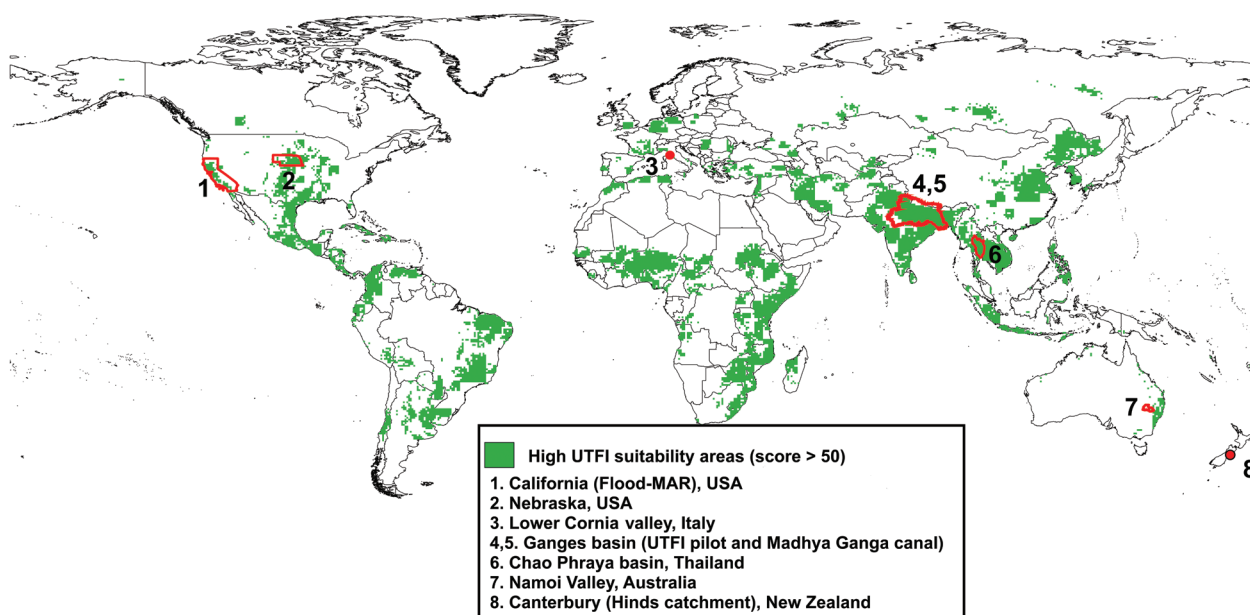 1
2
3
4,5
6
7
8
High UTFI suitability areas (score > 50)
1. California (Flood-MAR), USA
2. Nebraska, USA
3. Lower Cornia valley, Italy
4,5. Ganges basin (UTFI pilot and Madhya Ganga canal)
6. Chao Phraya basin, Thailand
7. Namoi Valley, Australia
8. Canterbury (Hinds catchment), New Zealand